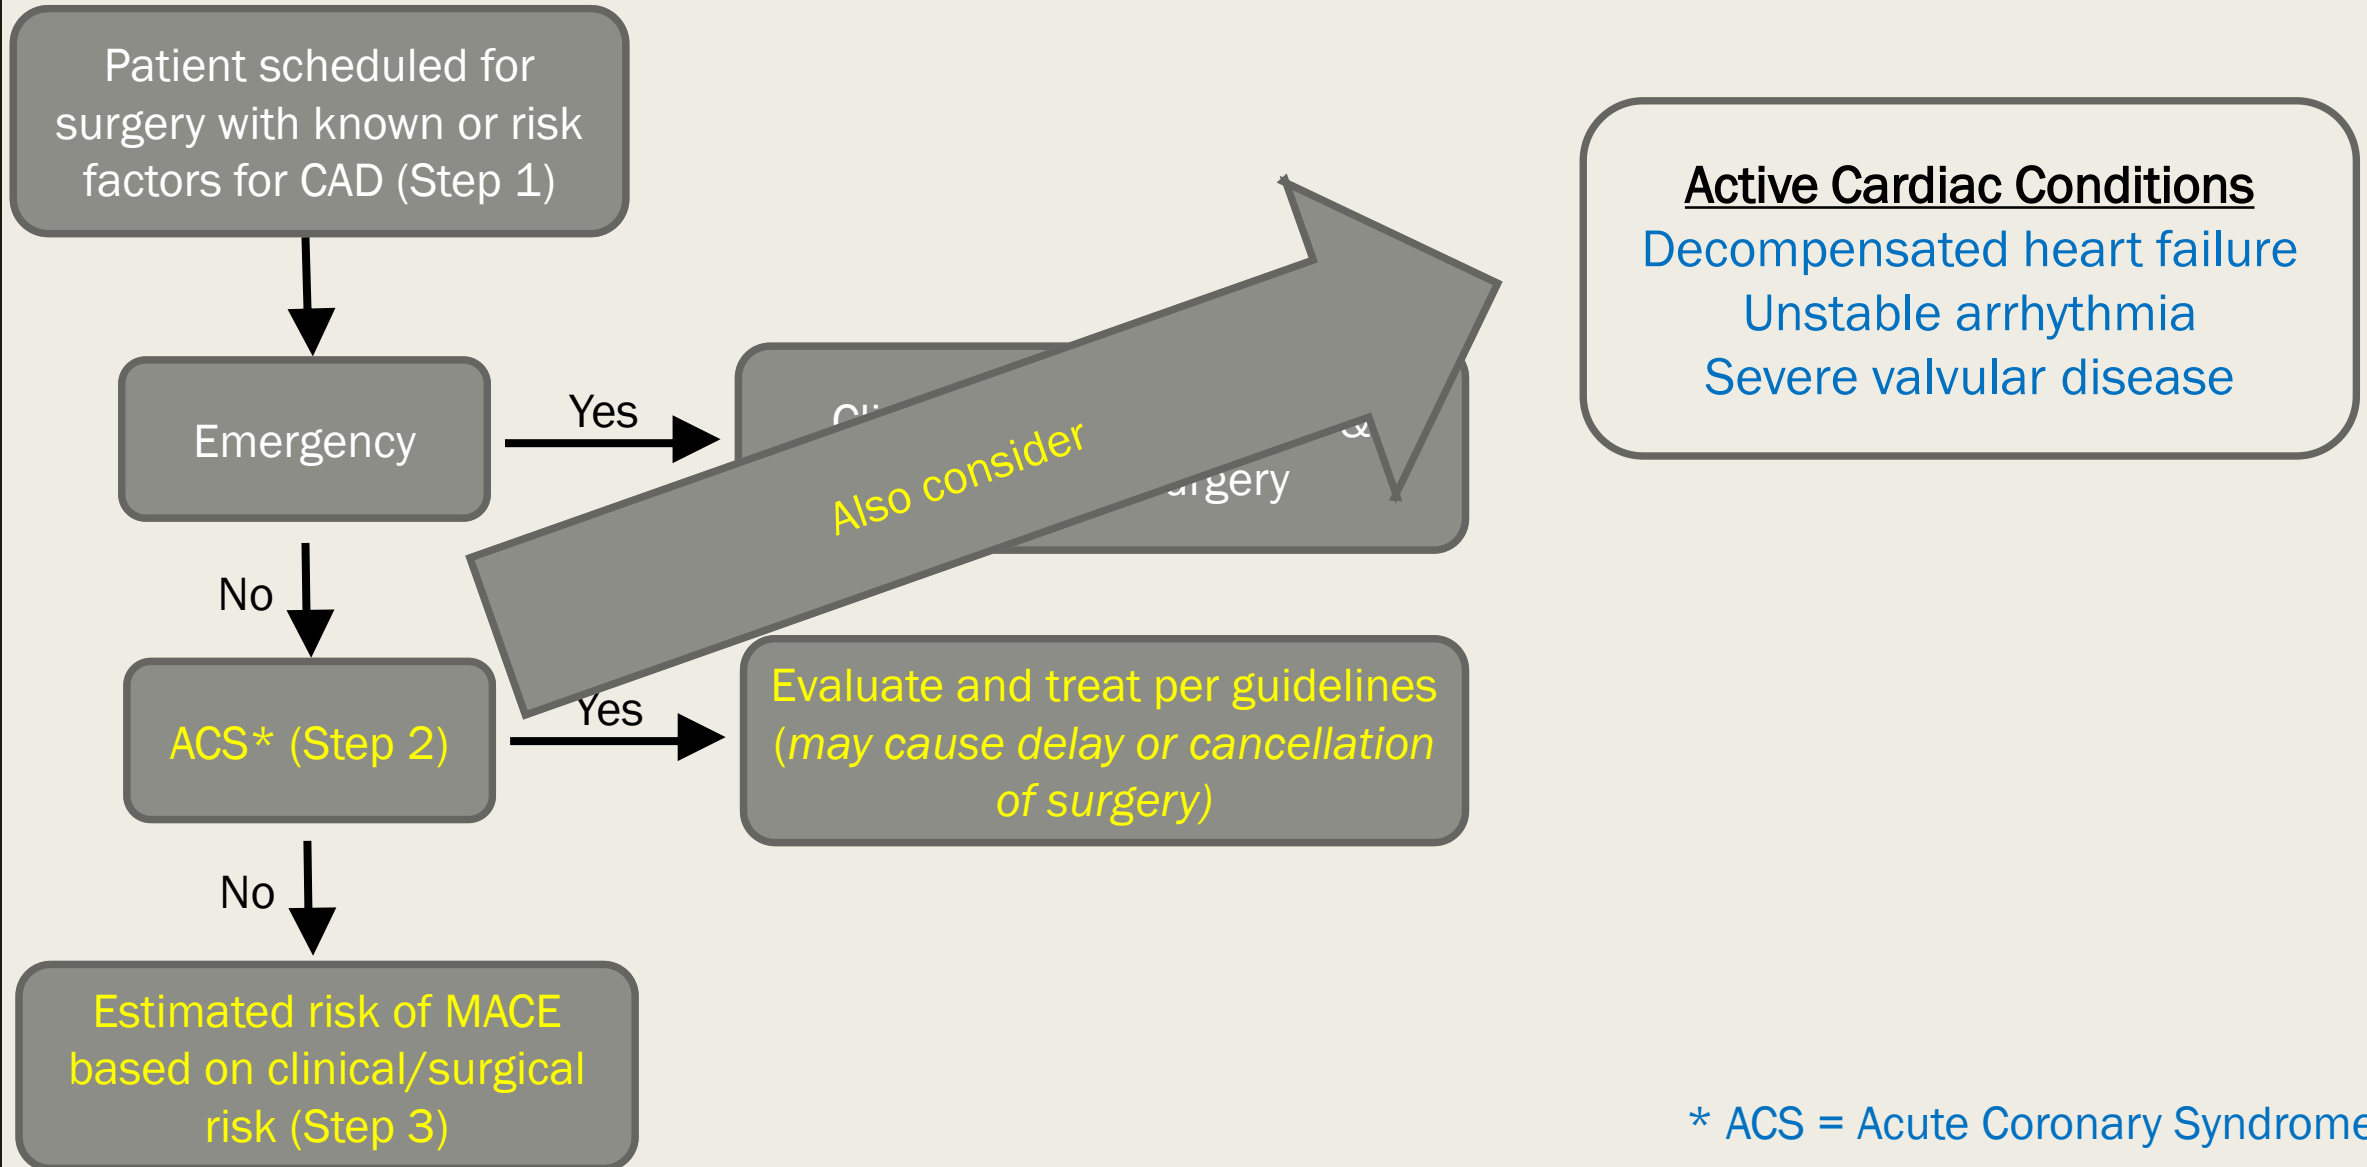 Patient scheduled for
surgery with known or risk
factors for CAD (Step 1)
Active Cardiac Conditions
Decompensated heart failure
Unstable arrhythmia
Severe valvular disease
Emergency
Yes
&
Also consider
No
ACS* (Step 2)
Yes
Evaluate and treat per guidelines
(may cause delay or cancellation
of surgery)
No
Estimated risk of MACE
based on clinical/surgical
risk (Step 3)
* ACS = Acute Coronary Syndrome